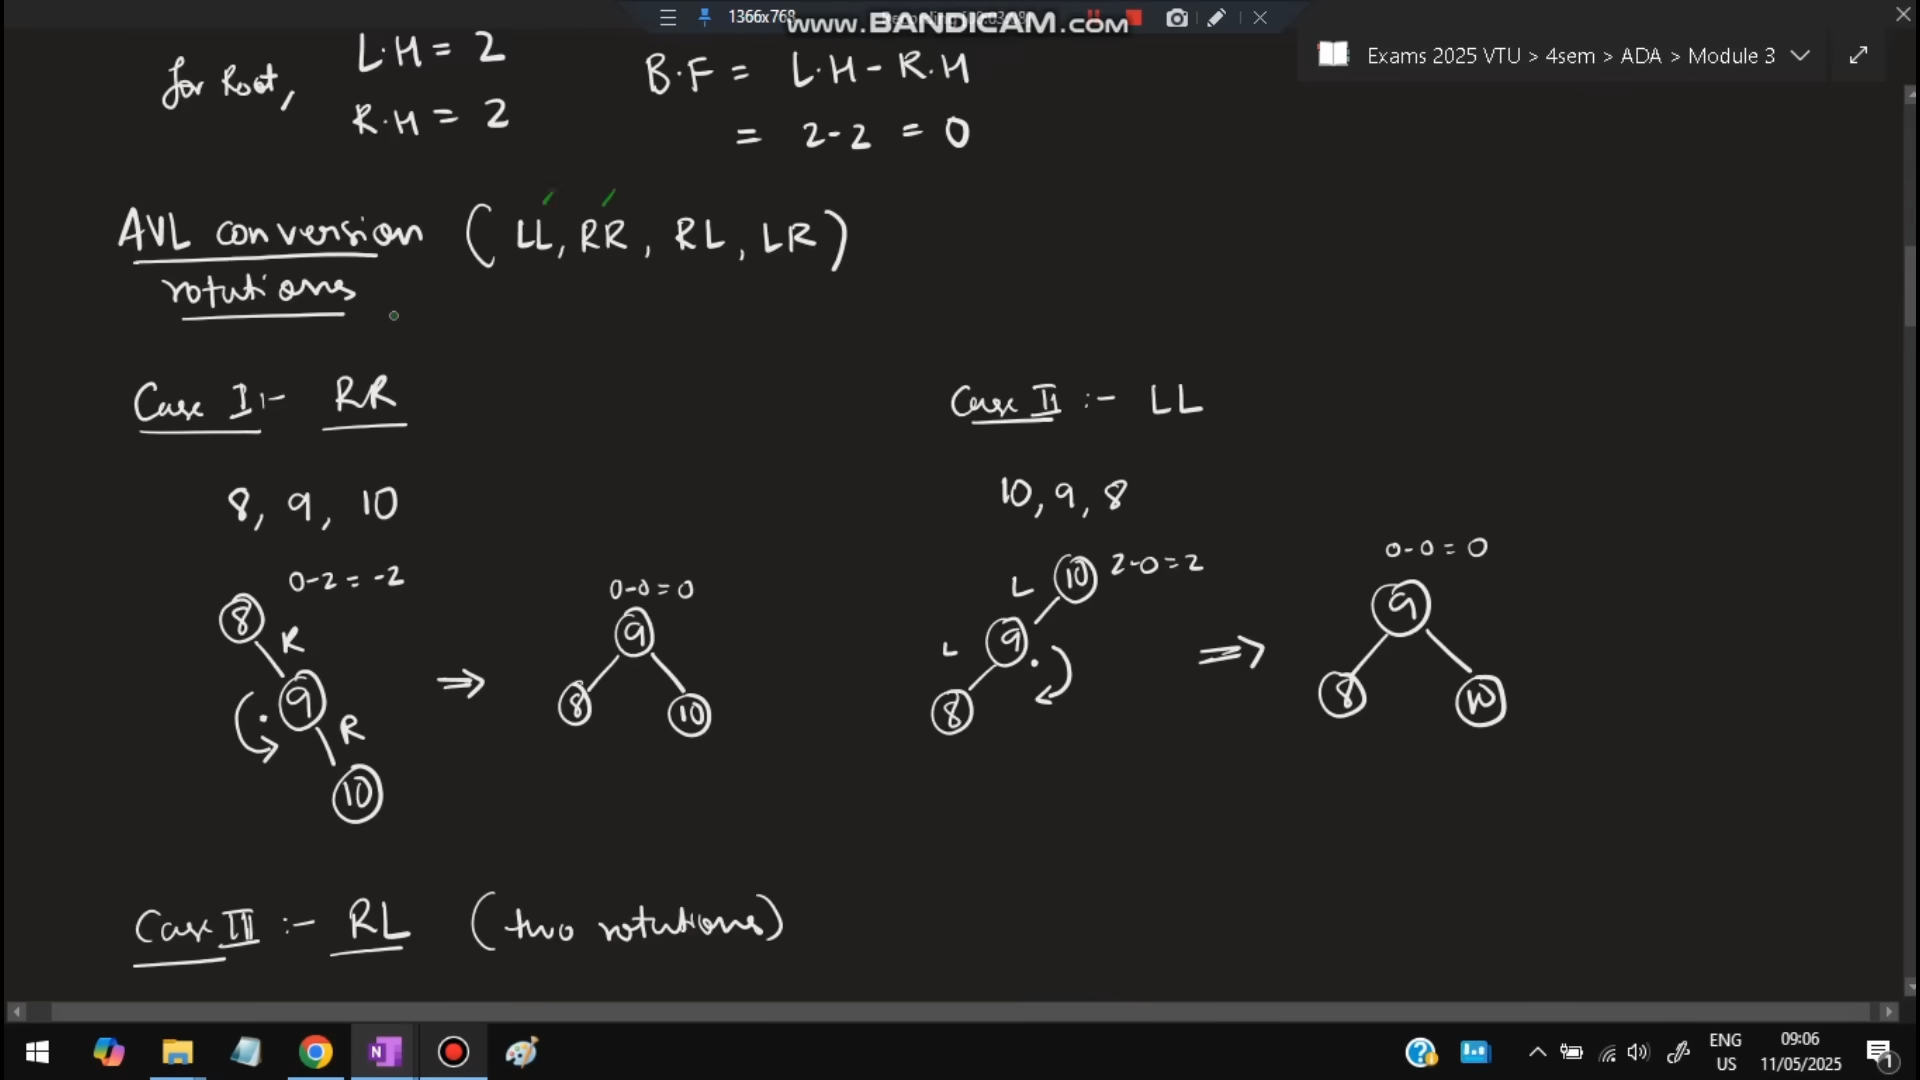 1366x768
www.BANDICAM.com
Exams 2025 VTU > 4sem > ADA > Module 3
for Root,
L.H = 2
R.H = 2
B.F = L.H - R.H
= 2-2 = 0
AVL conversion (LL, RR, RL, LR)
rotations
Case I :- RR
8, 9, 10
0-2 = -2
8
R
9
R
10
⇒
0-0 = 0
9
8 10
Case II :- LL
10, 9, 8
L 10 2-0=2
L 9
8
⇒
0-0 = 0
9
8 10
Case III :- RL (two rotations)
ENG
US
09:06
11/05/2025
1